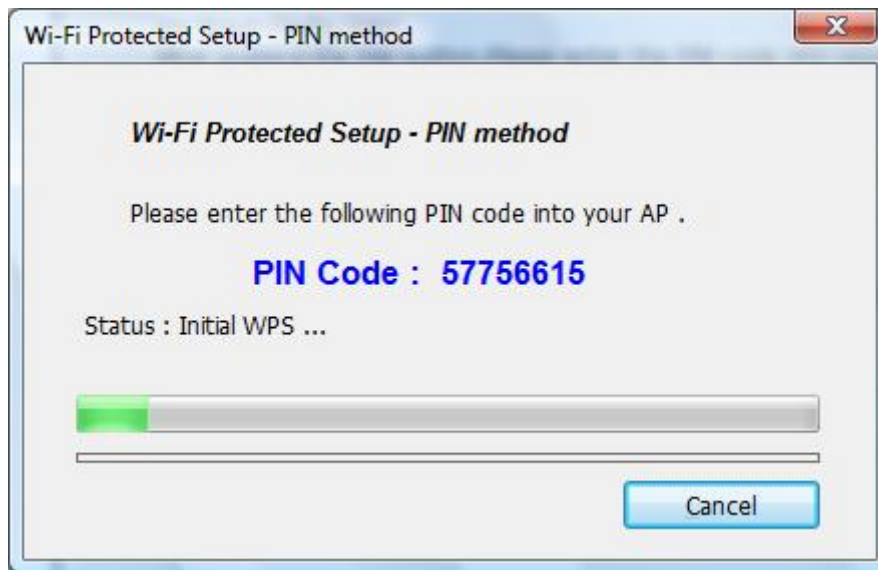 Wi-Fi Protected Setup - PIN method
Wi-Fi Protected Setup - PIN method
Please enter the following PIN code into your AP .
PIN Code : 57756615
Status : Initial WPS ...
Cancel